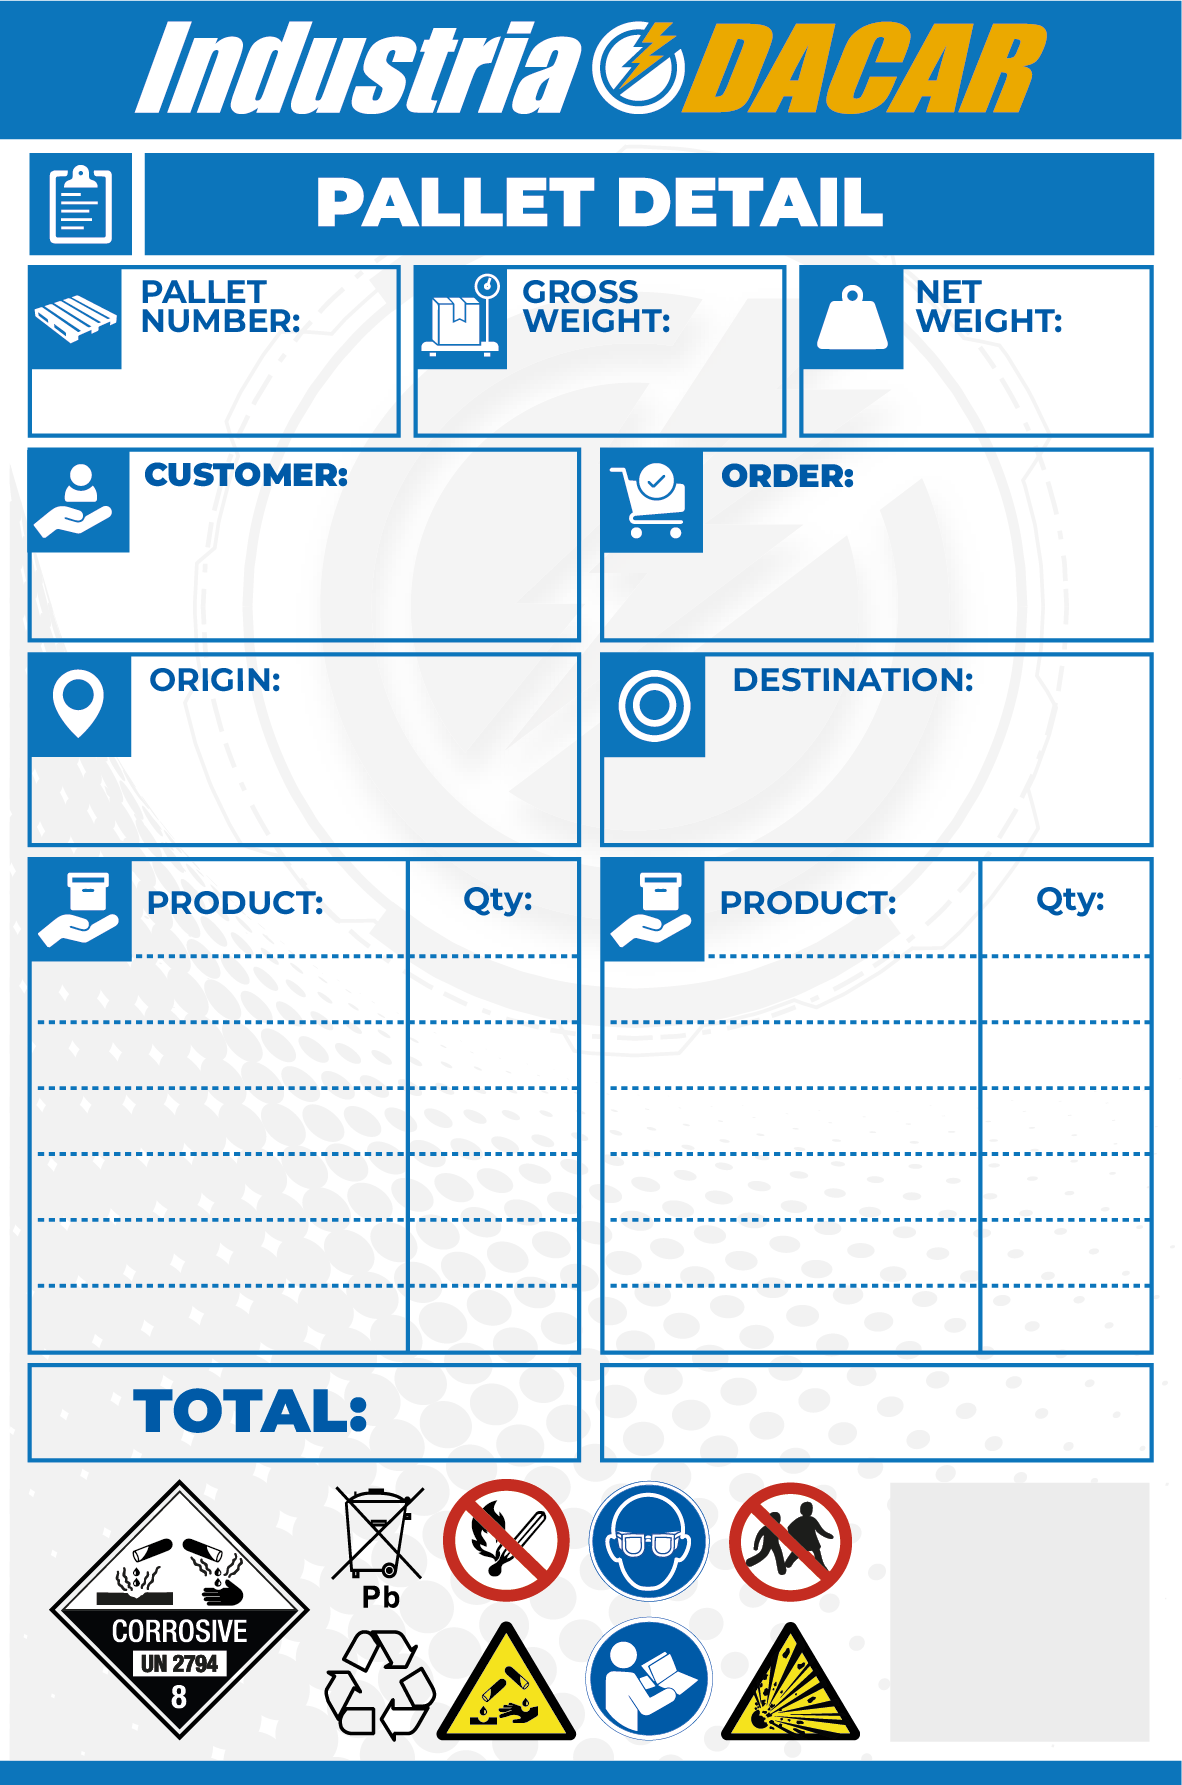 Industria DACAR
PALLET DETAIL
PALLET
NUMBER:
GROSS
WEIGHT:
NET
WEIGHT:
CUSTOMER:
ORDER:
ORIGIN:
DESTINATION:
PRODUCT:
Qty:
PRODUCT:
Qty:
TOTAL:
CORROSIVE
UN 2794
8
Pb